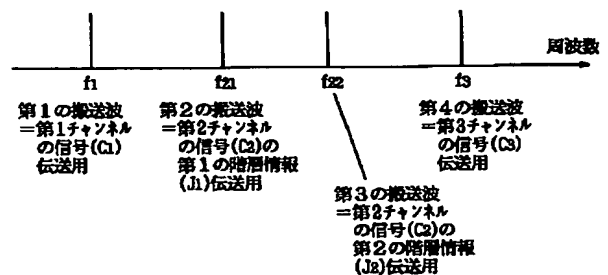 周波数
f1
f21
f22
f3
第1の搬送波
=第1チャンネル
の信号(C1)
伝送用
第2の搬送波
=第2チャンネル
の信号(C2)の
第1の階層情報
(J1)伝送用
第3の搬送波
=第2チャンネル
の信号(C2)の
第2の階層情報
(J2)伝送用
第4の搬送波
=第3チャンネル
の信号(C3)
伝送用